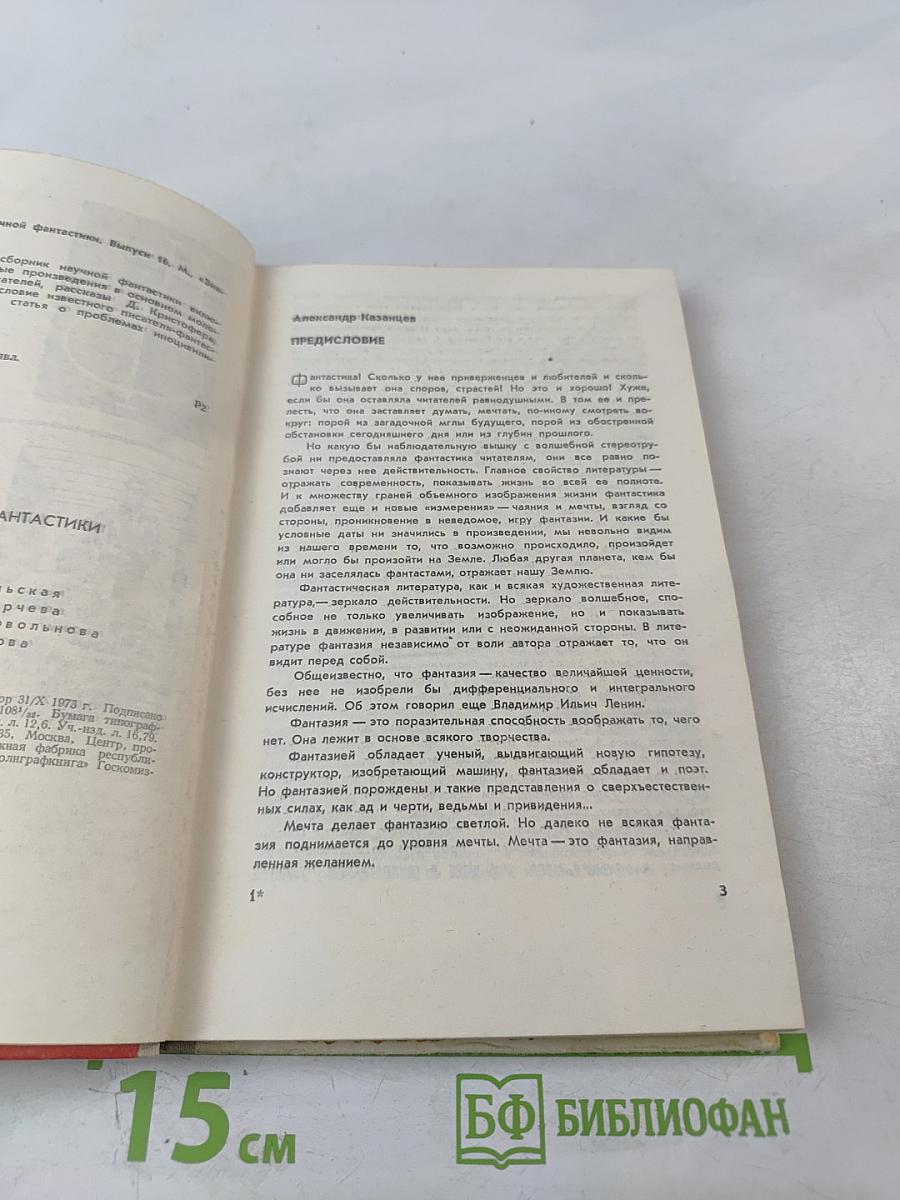 чной фантастики. Выпуск 16. М., «Зна-
сборник научной фантастики вклю-
ые произведения в основном моло-
ателей, рассказы Д. Кристофера,
словие известного писателя-фантас-
статья о проблемах иноцивили-
Р2
АНТАСТИКИ
льская
рчева
овольнова
ова
ор 31/X 1973 г. Подписано
108¹/₃₂. Бумага типограф-
л. 12,6. Уч.-изд. л. 16,79.
35, Москва, Центр, про-
жная фабрика республи-
олиграфкнига» Госкомиз-
Александр Казанцев
ПРЕДИСЛОВИЕ
Фантастика! Сколько у нее приверженцев и любителей и сколь-
ко вызывает она споров, страстей! Но это и хорошо! Хуже,
если бы она оставляла читателей равнодушными. В том ее и пре-
лесть, что она заставляет думать, мечтать, по-иному смотреть во-
круг: порой из загадочной мглы будущего, порой из обостренной
обстановки сегодняшнего дня или из глубин прошлого.
Но какую бы наблюдательную вышку с волшебной стереотру-
бой ни предоставляла фантастика читателям, они все равно по-
знают через нее действительность. Главное свойство литературы —
отражать современность, показывать жизнь во всей ее полноте.
И к множеству граней объемного изображения жизни фантастика
добавляет еще и новые «измерения» — чаяния и мечты, взгляд со
стороны, проникновение в неведомое, игру фантазии. И какие бы
условные даты ни значились в произведении, мы невольно видим
из нашего времени то, что возможно происходило, произойдет
или могло бы произойти на Земле. Любая другая планета, кем бы
она ни заселялась фантастами, отражает нашу Землю.
Фантастическая литература, как и всякая художественная лите-
ратура,— зеркало действительности. Но зеркало волшебное, спо-
собное не только увеличивать изображение, но и показывать
жизнь в движении, в развитии или с неожиданной стороны. В лите-
ратуре фантазия независимо от воли автора отражает то, что он
видит перед собой.
Общеизвестно, что фантазия — качество величайшей ценности,
без нее не изобрели бы дифференциального и интегрального
исчислений. Об этом говорил еще Владимир Ильич Ленин.
Фантазия — это поразительная способность воображать то, чего
нет. Она лежит в основе всякого творчества.
Фантазией обладает ученый, выдвигающий новую гипотезу,
конструктор, изобретающий машину, фантазией обладает и поэт.
Но фантазией порождены и такие представления о сверхъестествен-
ных силах, как ад и черти, ведьмы и привидения...
Мечта делает фантазию светлой. Но далеко не всякая фанта-
зия поднимается до уровня мечты. Мечта — это фантазия, направ-
ленная желанием.
1*
3
15 см
БФ БИБЛИОФАН